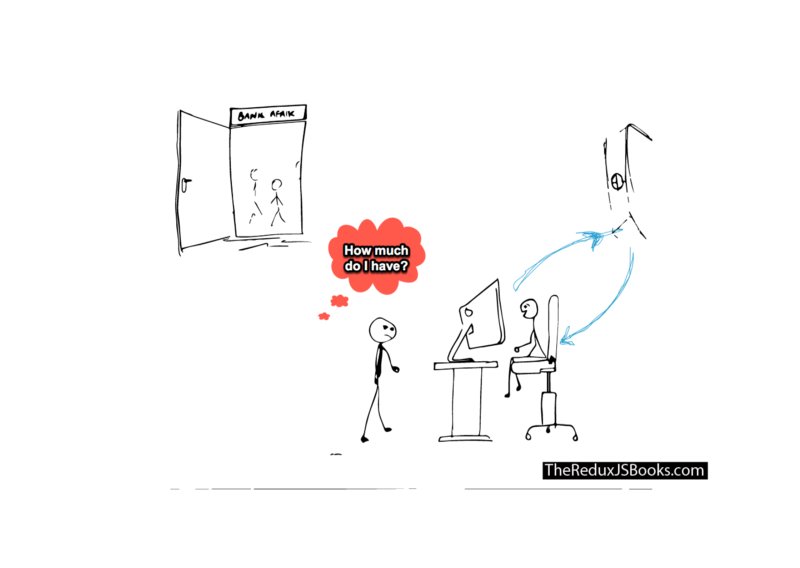 BANK AFRIK
How much
do I have?
TheReduxJSBooks.com